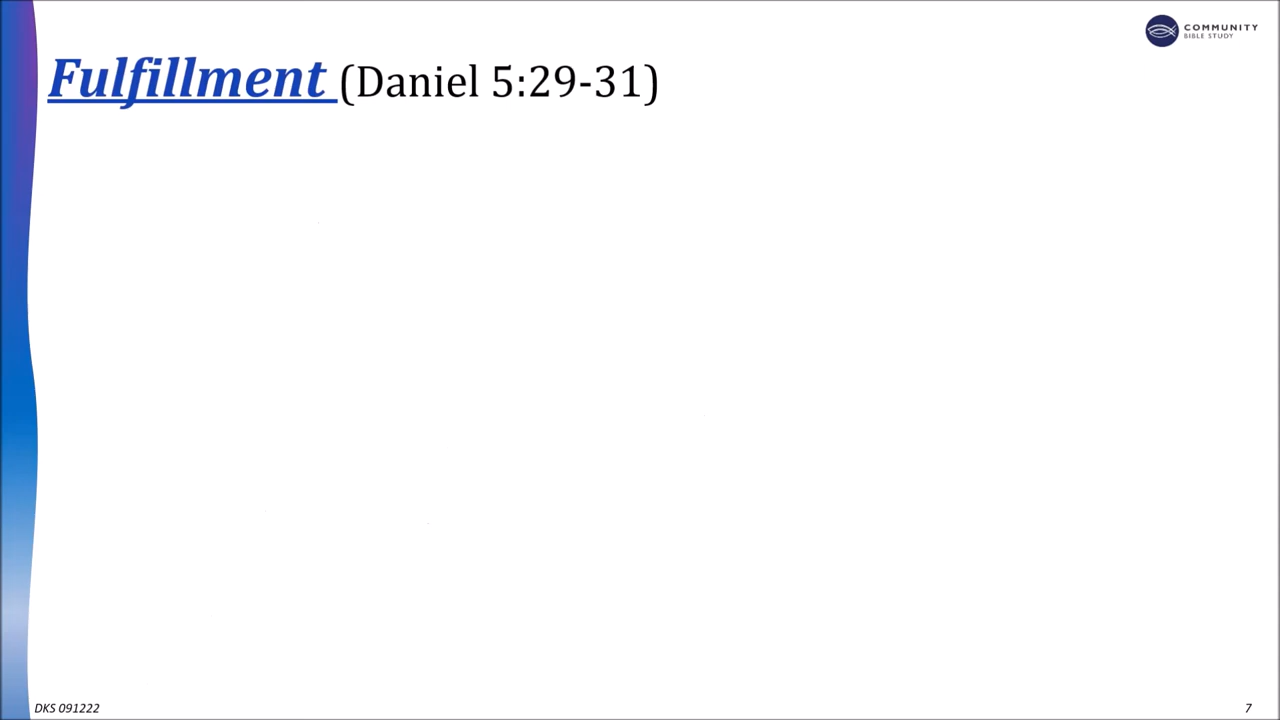 COMMUNITY
BIBLE STUDY
Fulfillment (Daniel 5:29-31)
DKS 091222
7